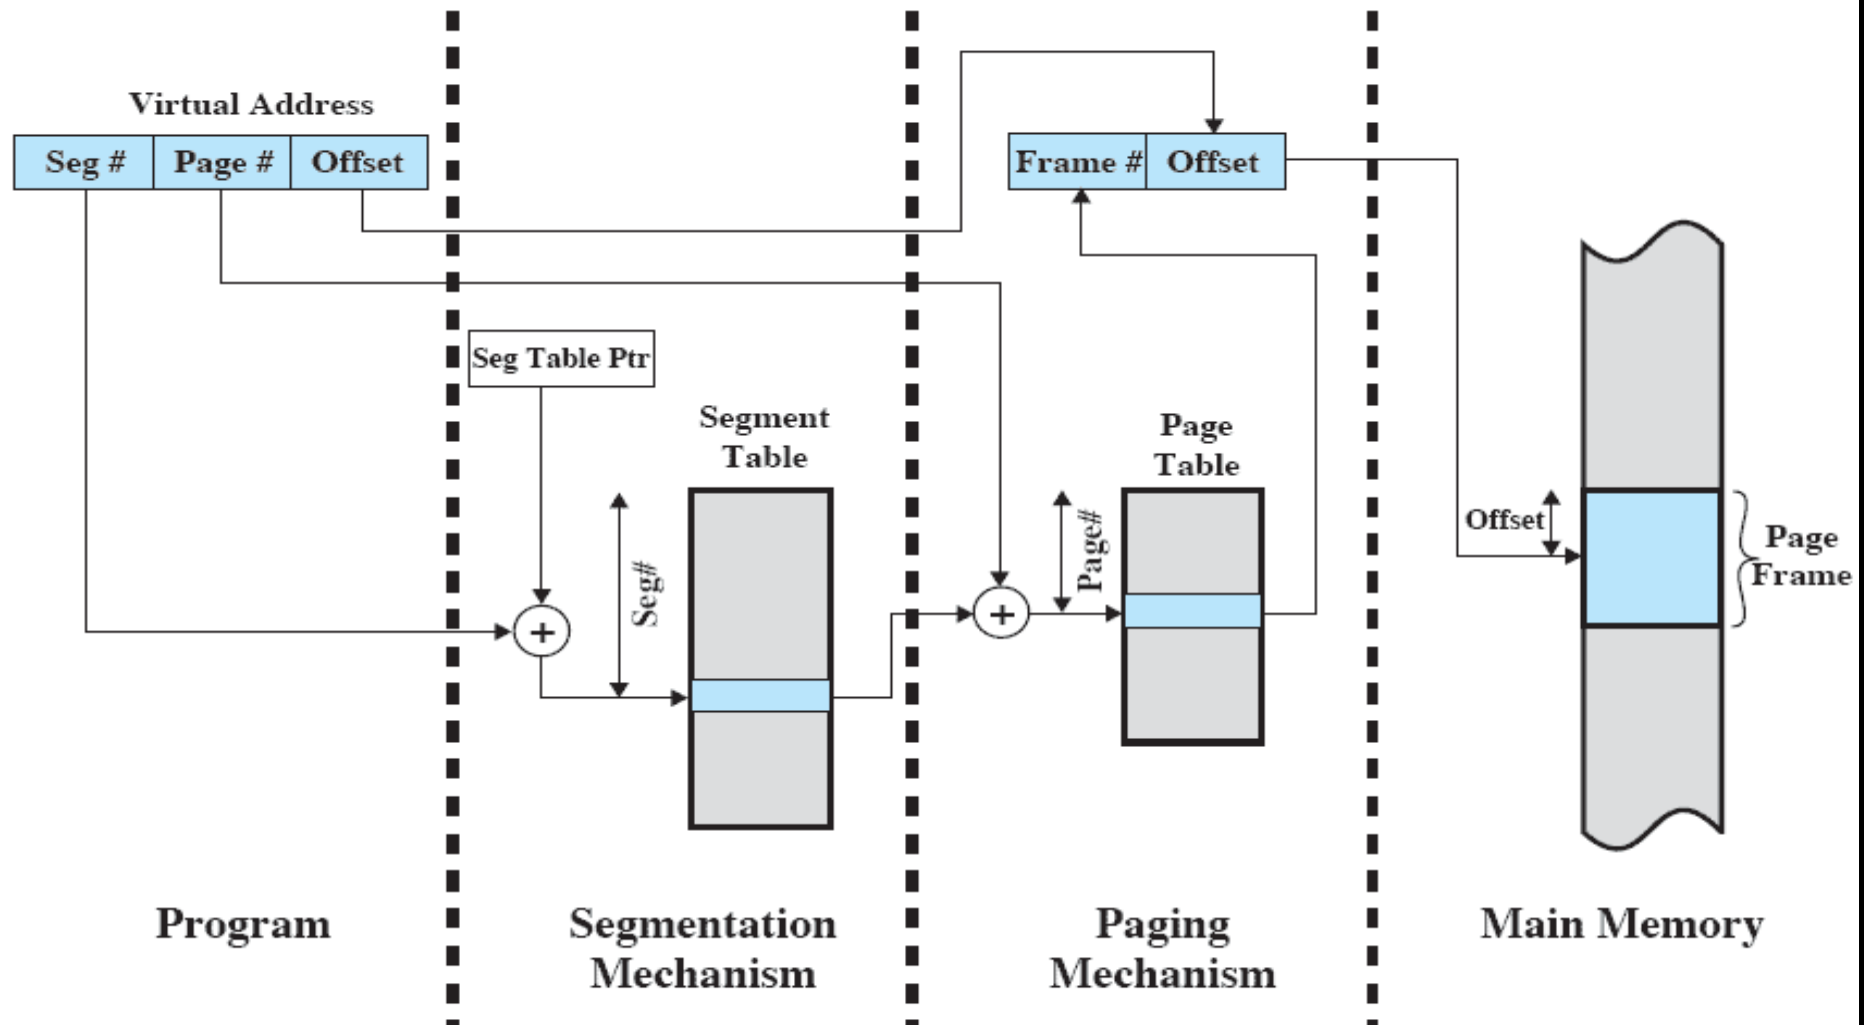 Virtual Address
Seg # Page # Offset
Frame # Offset
Seg Table Ptr
Segment
Table
Page
Table
Seg#
Page#
+
+
Offset
Page
Frame
Program
Segmentation
Mechanism
Paging
Mechanism
Main Memory